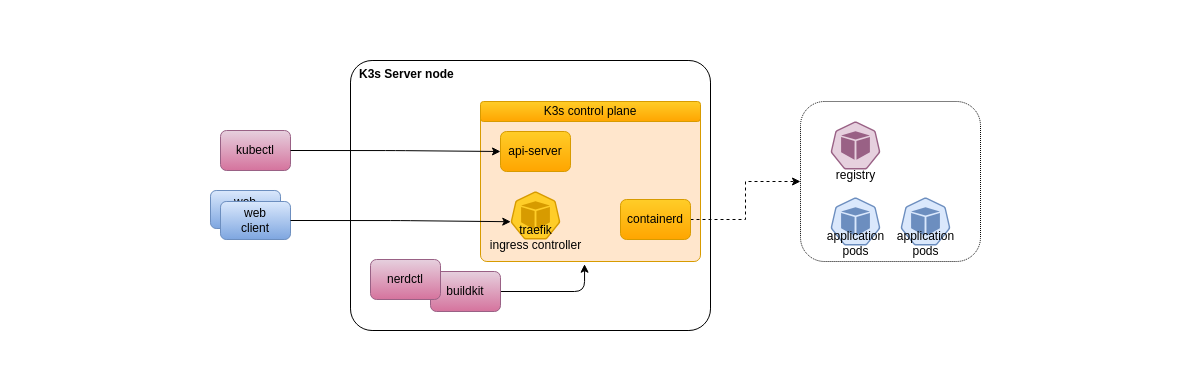 K3s Server node
K3s control plane
kubectl
api-server
registry
web
web
client
traefik
ingress controller
containerd
application
pods
application
pods
nerdctl
buildkit